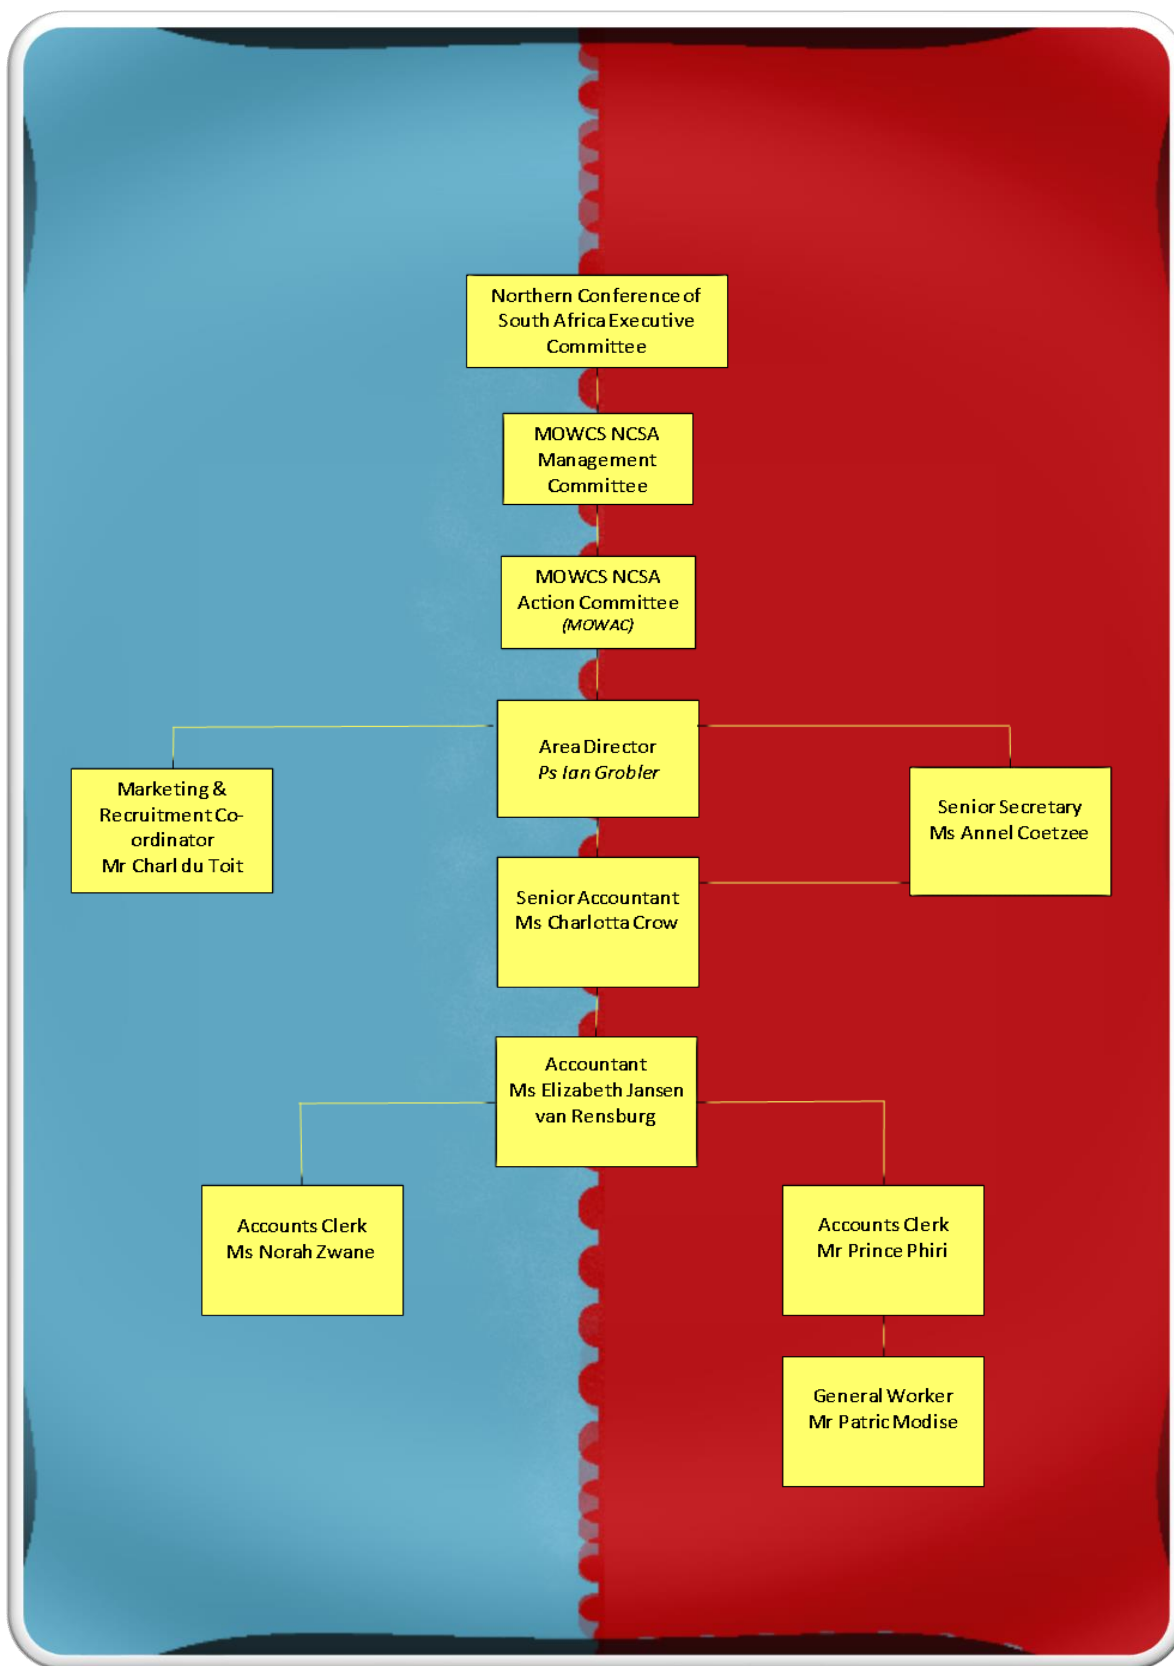 Northern Conference of
South Africa Executive
Committee
MOWCS NCSA
Management
Committee
MOWCS NCSA
Action Committee
(MOWAC)
Area Director
Ps Ian Grobler
Marketing &
Recruitment Co-
ordinator
Mr Charl du Toit
Senior Secretary
Ms Annel Coetzee
Senior Accountant
Ms Charlotta Crow
Accountant
Ms Elizabeth Jansen
van Rensburg
Accounts Clerk
Ms Norah Zwane
Accounts Clerk
Mr Prince Phiri
General Worker
Mr Patric Modise